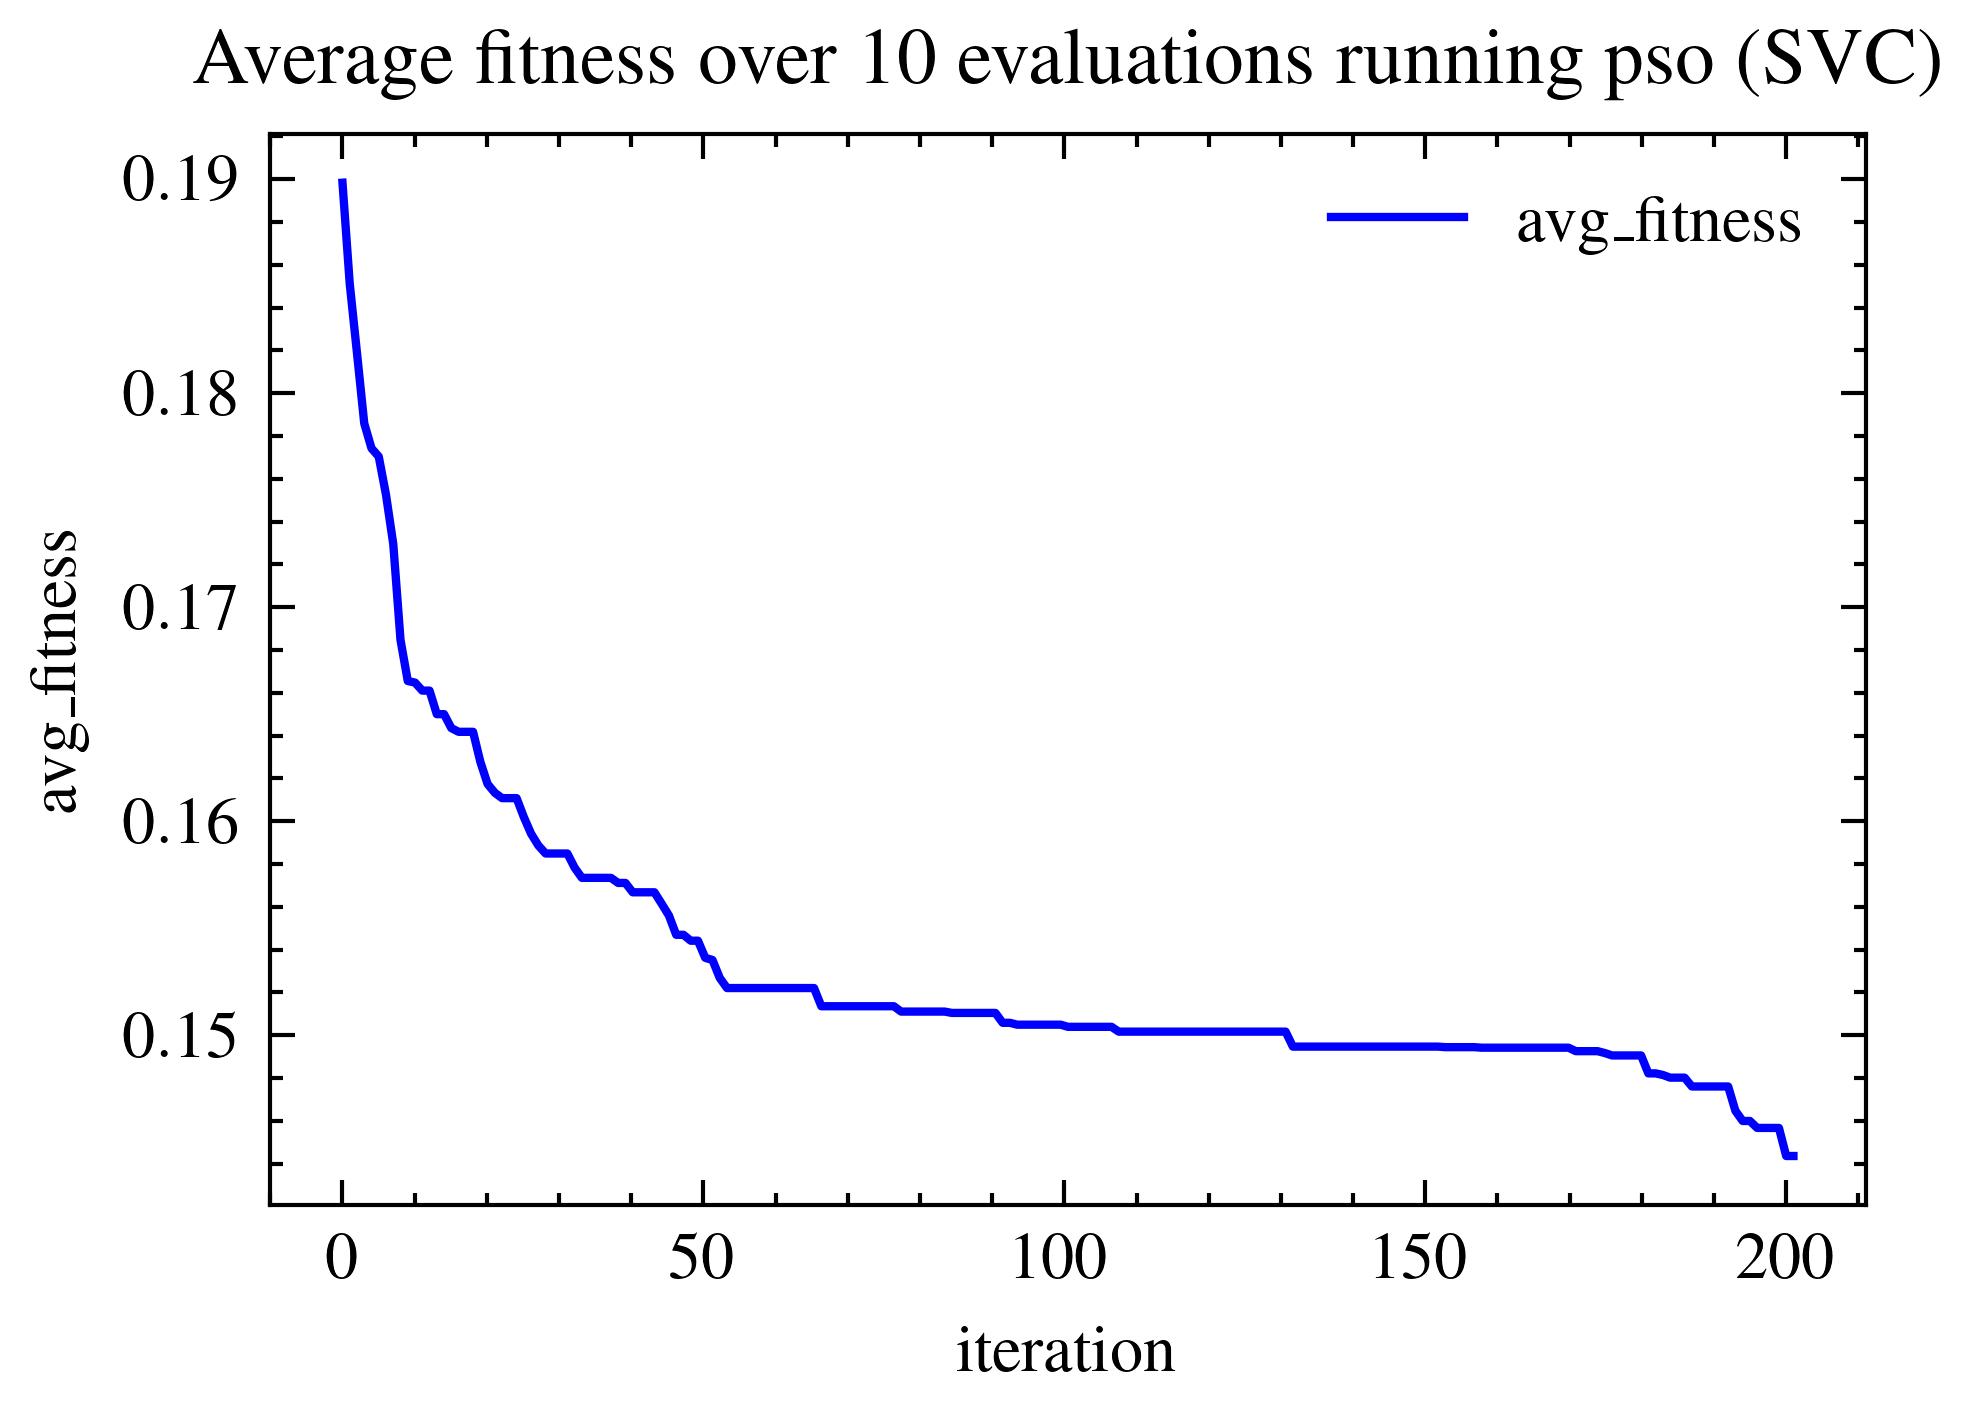 Average fitness over 10 evaluations running pso (SVC)
avg_fitness
avg_fitness
0.19
0.18
0.17
0.16
0.15
0 50 100 150 200
iteration